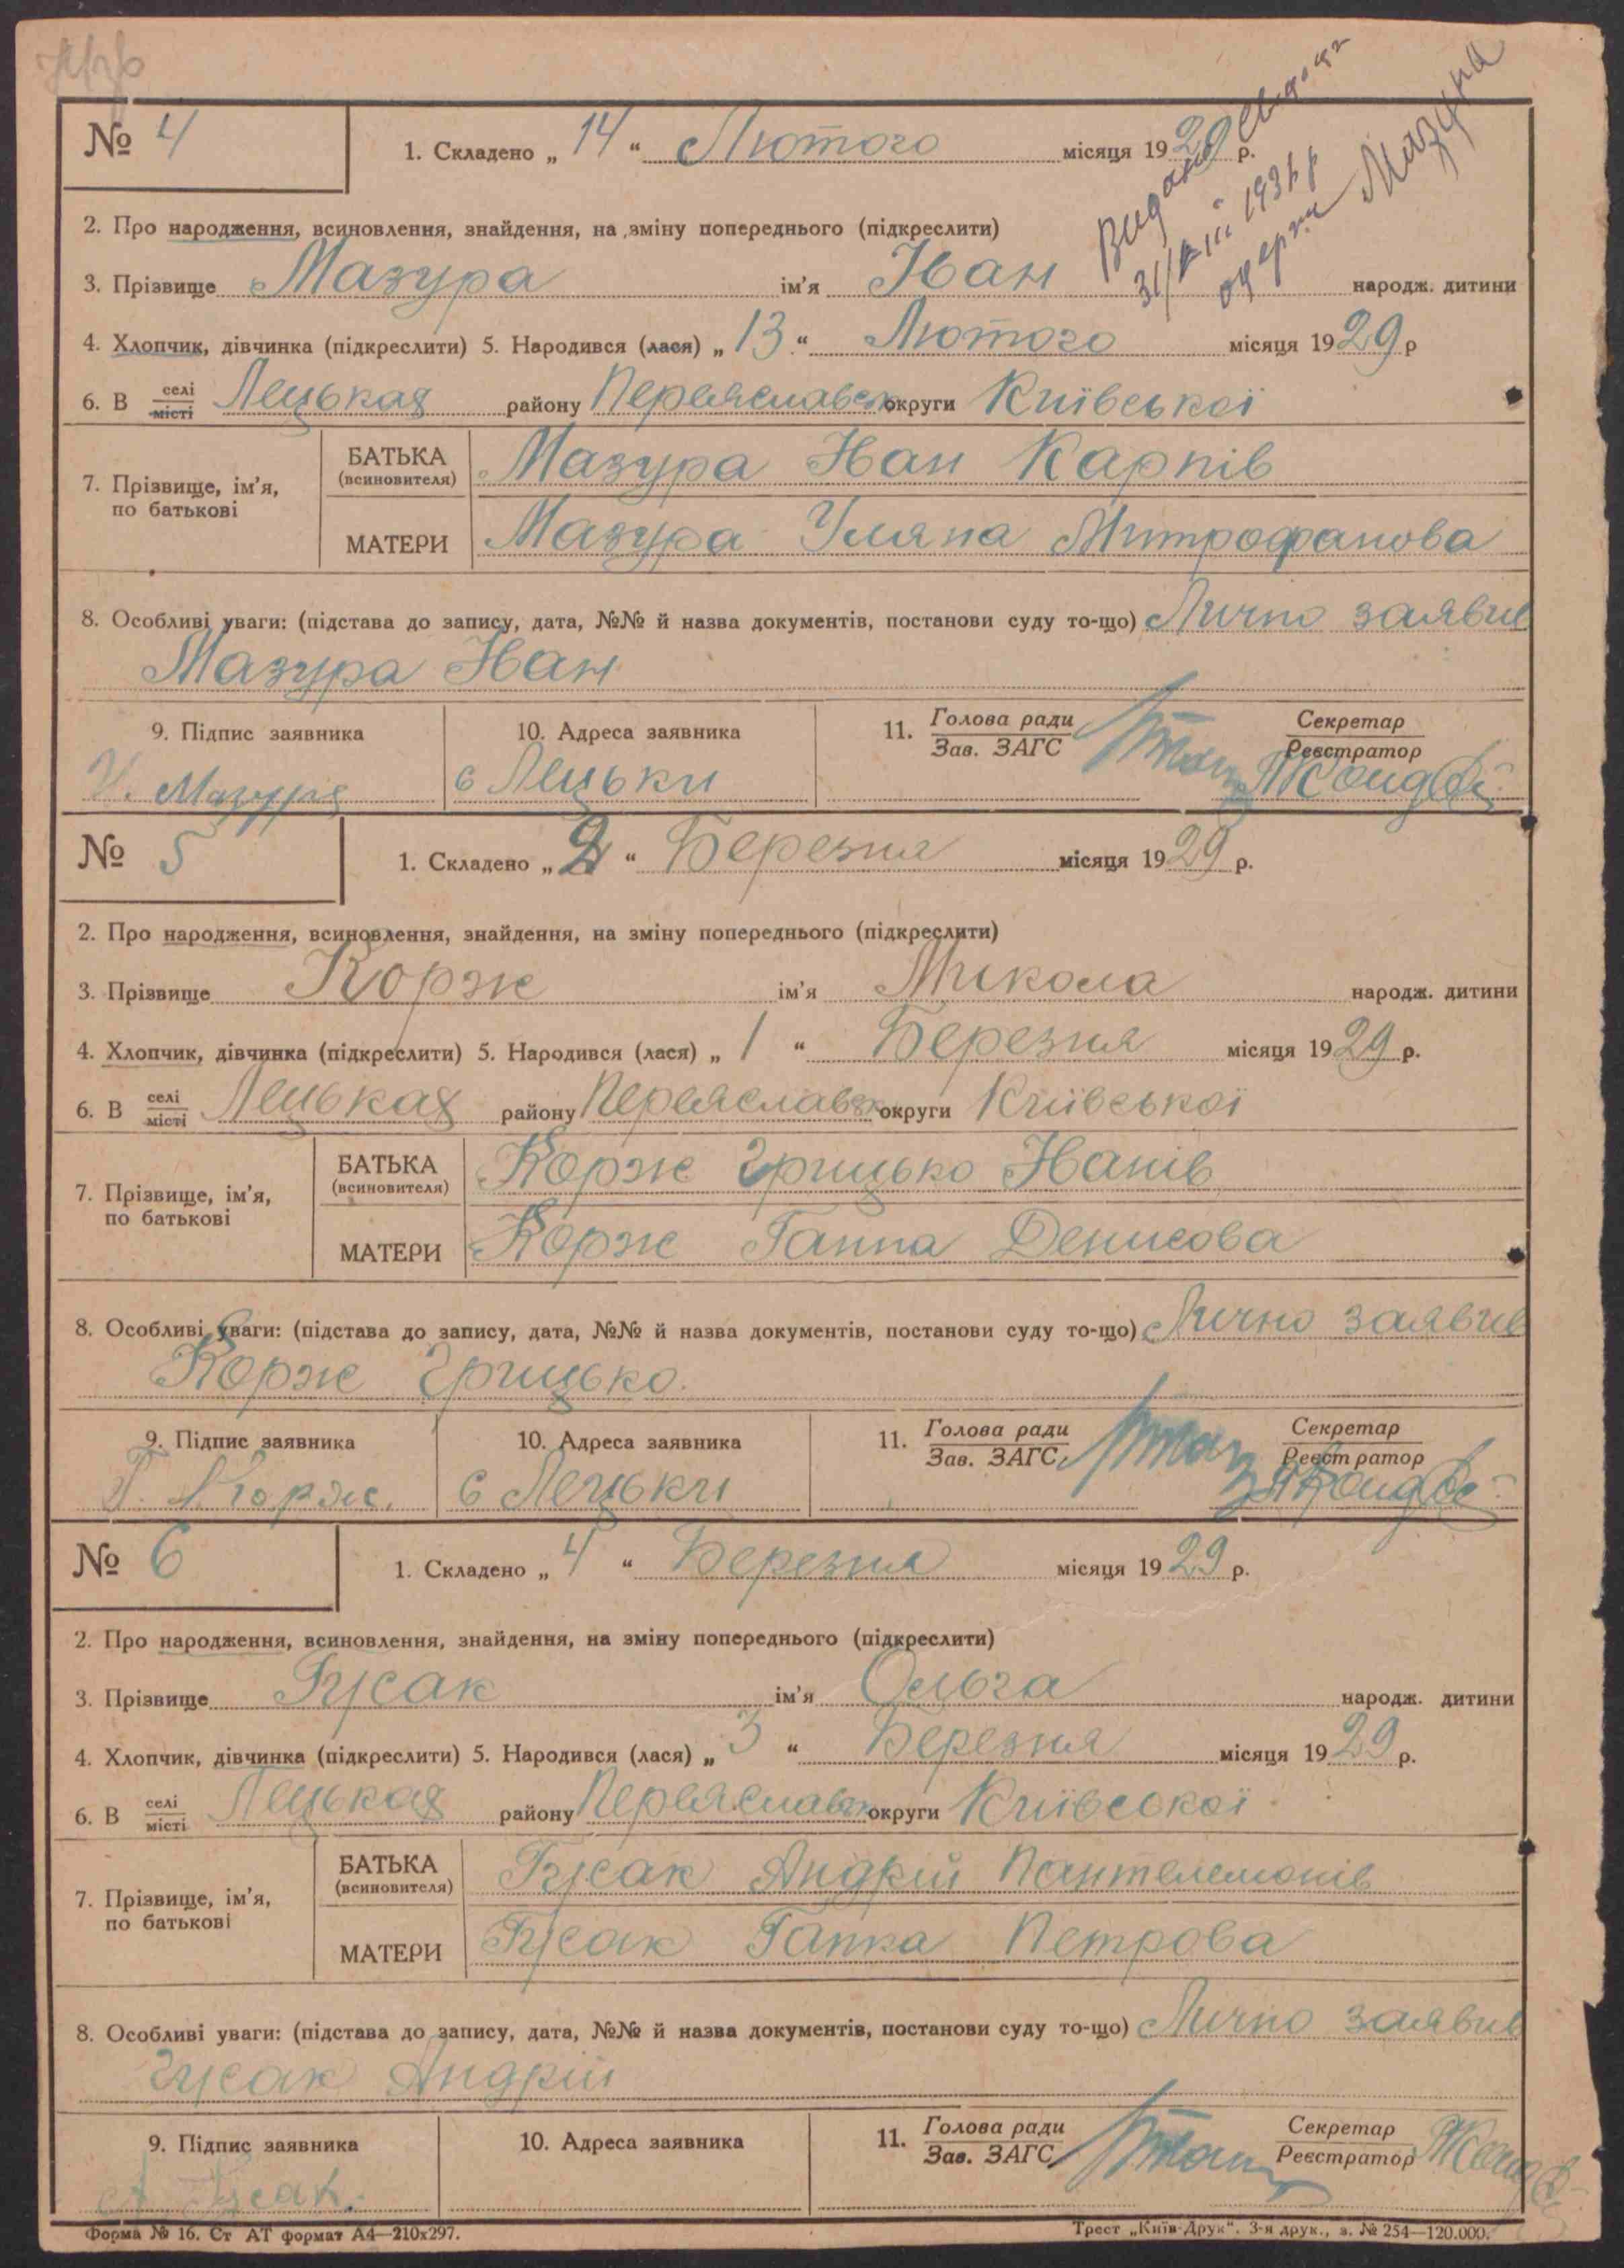 № 4
1. Складено „ 14 “ Лютого місяця 1929 р.
Видано
31/VIII 1931 р
Мазура
2. Про народження, всиновлення, знайдення, на зміну попереднього (підкреслити)
3. Прізвище Мазура ім'я Іван народж. дитини
4. Хлопчик, дівчинка (підкреслити) 5. Народився (лася) „ 13 “ Лютого місяця 1929 р
6. В селі місті Лецьках району Переяславськ округи Київської
7. Прізвище, ім'я, по батькові
БАТЬКА (всиновителя) Мазура Іван Карпів
МАТЕРИ Мазура Уляна Митрофанова
8. Особливі уваги: (підстава до запису, дата, №№ й назва документів, постанови суду то-що) Лично заявив
Мазура Іван
9. Підпис заявника 10. Адреса заявника 11. Голова ради Зав. ЗАГС Секретар Реєстратор
И. Мазура с Лецьки
№ 5
1. Складено „ 2 “ Березня місяця 1929 р.
2. Про народження, всиновлення, знайдення, на зміну попереднього (підкреслити)
3. Прізвище Корж ім'я Микола народж. дитини
4. Хлопчик, дівчинка (підкреслити) 5. Народився (лася) „ 1 “ Березня місяця 1929 р.
6. В селі місті Лецьках району Переяславськ округи Київської
7. Прізвище, ім'я, по батькові
БАТЬКА (всиновителя) Корж Грицько Іванів
МАТЕРИ Корж Ганна Денисова
8. Особливі уваги: (підстава до запису, дата, №№ й назва документів, постанови суду то-що) Лично заявив
Корж Грицько.
9. Підпис заявника 10. Адреса заявника 11. Голова ради Зав. ЗАГС Секретар Реєстратор
Г. Корж. с Лецьки
№ 6
1. Складено „ 4 “ Березня місяця 1929 р.
2. Про народження, всиновлення, знайдення, на зміну попереднього (підкреслити)
3. Прізвище Гусак ім'я Ольга народж. дитини
4. Хлопчик, дівчинка (підкреслити) 5. Народився (лася) „ 3 “ Березня місяця 1929 р.
6. В селі місті Лецьках району Переяславськ округи Київської
7. Прізвище, ім'я, по батькові
БАТЬКА (всиновителя) Гусак Андрій Пантелемонів
МАТЕРИ Гусак Ганна Петрова
8. Особливі уваги: (підстава до запису, дата, №№ й назва документів, постанови суду то-що) Лично заявив
Гусак Андрій
9. Підпис заявника 10. Адреса заявника 11. Голова ради Зав. ЗАГС Секретар Реєстратор
А Гусак.
Форма № 16. Ст АТ формат А4—210х297. Трест „Київ-Друк“. 3-я друк., з. № 254—120.000.